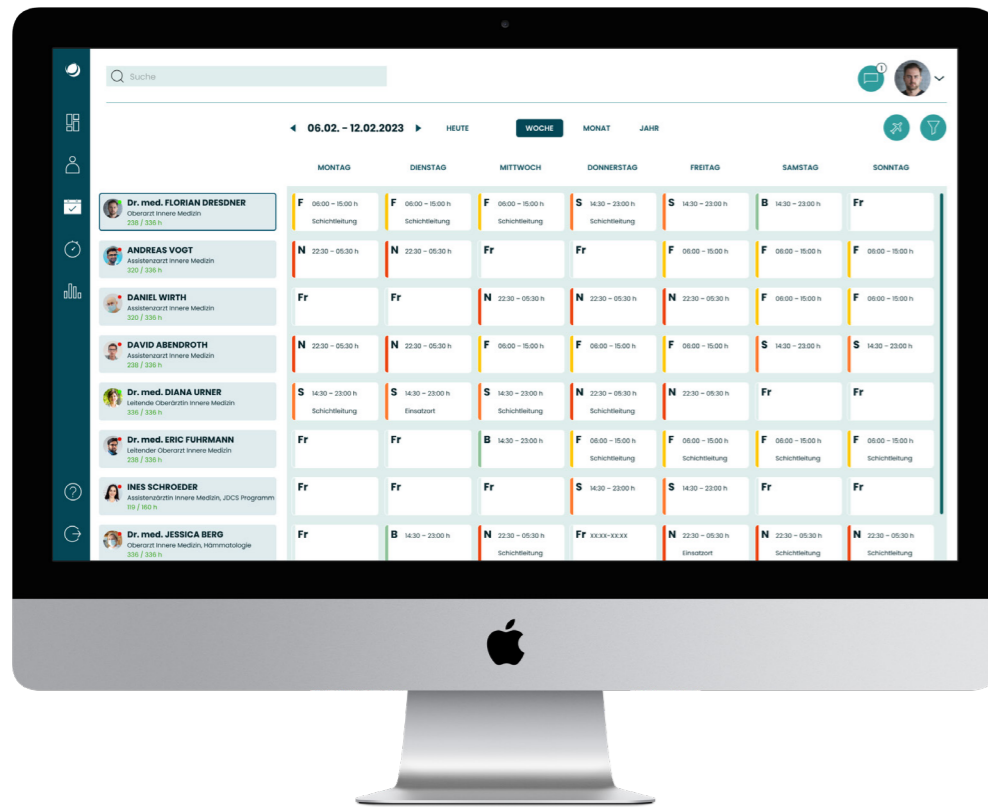 Suche
1
06.02. – 12.02.2023
HEUTE
WOCHE
MONAT
JAHR
MONTAG DIENSTAG MITTWOCH DONNERSTAG FREITAG SAMSTAG SONNTAG
Dr. med. FLORIAN DRESDNER
Oberarzt Innere Medizin
238 / 336 h
F 06:00 – 15:00 h
Schichtleitung
F 06:00 – 15:00 h
Schichtleitung
F 06:00 – 15:00 h
Schichtleitung
S 14:30 – 23:00 h
Schichtleitung
S 14:30 – 23:00 h
B 14:30 – 23:00 h
Fr
ANDREAS VOGT
Assistenzarzt Innere Medizin
320 / 336 h
N 22:30 – 05:30 h
N 22:30 – 05:30 h
Fr
Fr
F 06:00 – 15:00 h
F 06:00 – 15:00 h
F 06:00 – 15:00 h
DANIEL WIRTH
Assistenzarzt Innere Medizin
320 / 336 h
Fr
Fr
N 22:30 – 05:30 h
N 22:30 – 05:30 h
N 22:30 – 05:30 h
F 06:00 – 15:00 h
F 06:00 – 15:00 h
DAVID ABENDROTH
Assistenzarzt Innere Medizin
238 / 336 h
N 22:30 – 05:30 h
N 22:30 – 05:30 h
F 06:00 – 15:00 h
F 06:00 – 15:00 h
F 06:00 – 15:00 h
S 14:30 – 23:00 h
S 14:30 – 23:00 h
Dr. med. DIANA URNER
Leitende Oberärztin Innere Medizin
336 / 336 h
S 14:30 – 23:00 h
Schichtleitung
S 14:30 – 23:00 h
Einsatzort
S 14:30 – 23:00 h
Schichtleitung
N 22:30 – 05:30 h
Schichtleitung
N 22:30 – 05:30 h
Fr
Fr
Dr. med. ERIC FUHRMANN
Leitender Oberarzt Innere Medizin
238 / 336 h
Fr
Fr
B 14:30 – 23:00 h
F 06:00 – 15:00 h
Schichtleitung
F 06:00 – 15:00 h
Schichtleitung
F 06:00 – 15:00 h
Schichtleitung
F 06:00 – 15:00 h
Schichtleitung
INES SCHROEDER
Assistenzärztin Innere Medizin, JDCS Programm
119 / 160 h
Fr
Fr
Fr
S 14:30 – 23:00 h
S 14:30 – 23:00 h
Fr
Fr
Dr. med. JESSICA BERG
Oberarzt Innere Medizin, Hämmatologie
336 / 336 h
Fr
B 14:30 – 23:00 h
N 22:30 – 05:30 h
Schichtleitung
Fr xx:xx-xx:xx
N 22:30 – 05:30 h
Einsatzort
N 22:30 – 05:30 h
Schichtleitung
N 22:30 – 05:30 h
Schichtleitung